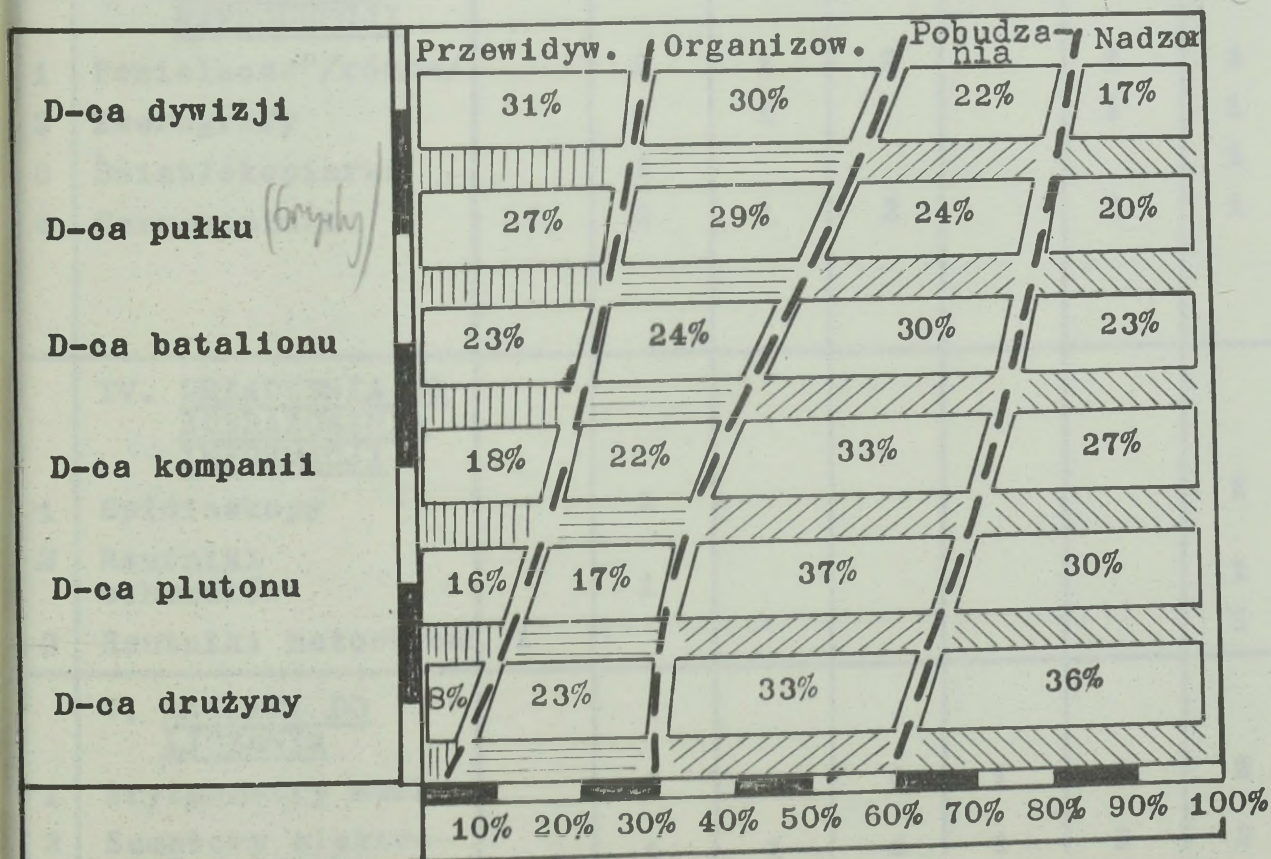 Przewidyw. Organizow. Pobudza- Nadzor
nia
D-ca dywizji 31% 30% 22% 17%
D-ca pułku 27% 29% 24% 20%
D-ca batalionu 23% 24% 30% 23%
D-ca kompanii 18% 22% 33% 27%
D-ca plutonu 16% 17% 37% 30%
D-ca drużyny 8% 23% 33% 36%
10% 20% 30% 40% 50% 60% 70% 80% 90% 100%